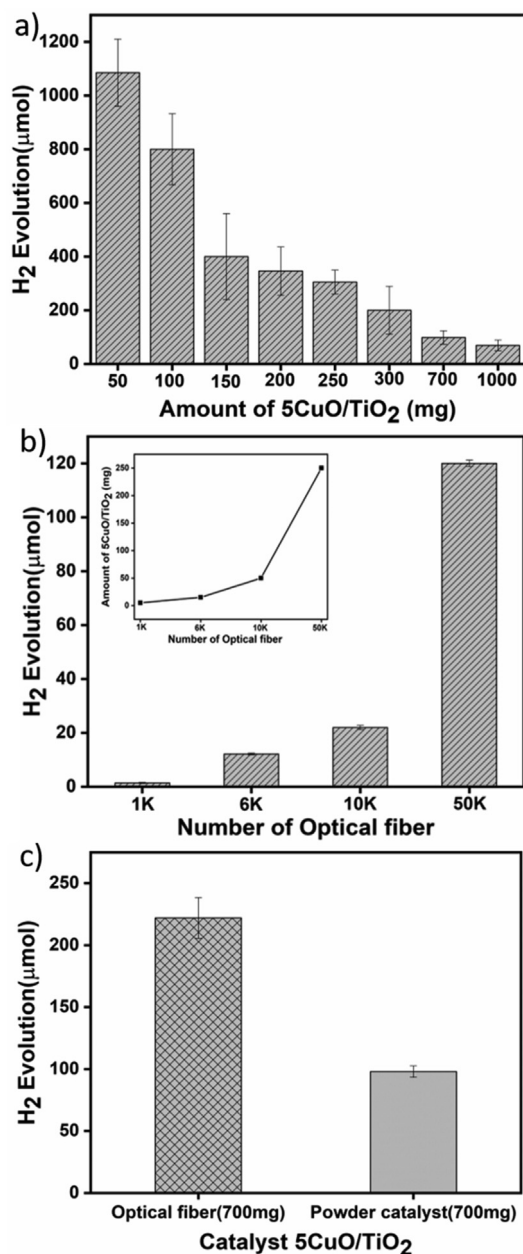 a)
H₂ Evolution(μmol)
1200
1000
800
600
400
200
0
50 100 150 200 250 300 700 1000
Amount of 5CuO/TiO₂ (mg)
b)
H₂ Evolution(μmol)
120
100
80
60
40
20
0
Amount of 5CuO/TiO₂ (mg)
250
200
150
100
50
0
1K 6K 10K 50K
Number of Optical fiber
1K 6K 10K 50K
Number of Optical fiber
c)
H₂ Evolution(μmol)
250
200
150
100
50
0
Optical fiber(700mg) Powder catalyst(700mg)
Catalyst 5CuO/TiO₂